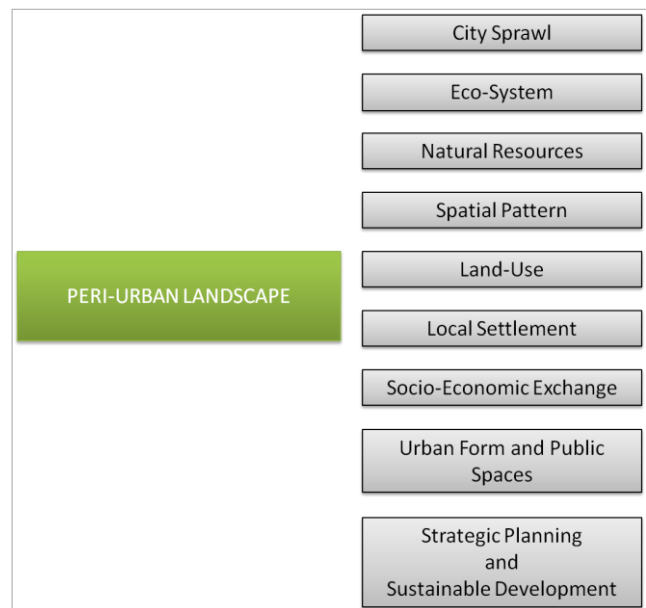 City Sprawl
Eco-System
Natural Resources
Spatial Pattern
PERI-URBAN LANDSCAPE
Land-Use
Local Settlement
Socio-Economic Exchange
Urban Form and Public
Spaces
Strategic Planning
and
Sustainable Development